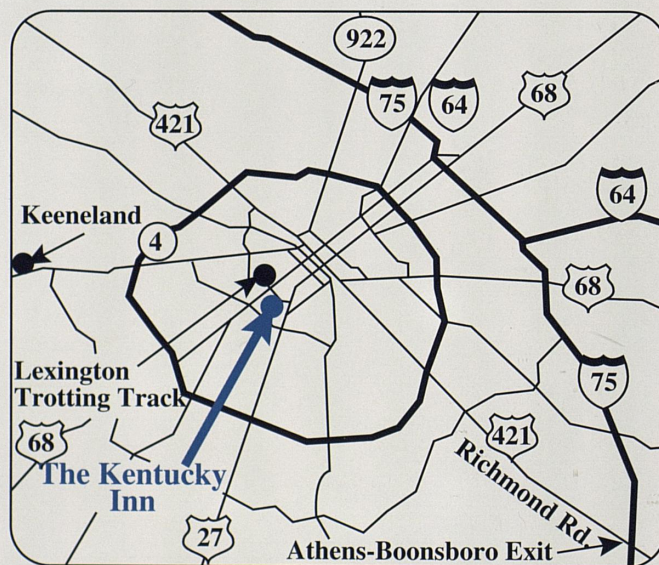 922
75
64
68
421
64
Keeneland
4
68
Lexington
Trotting Track
75
68
421
The Kentucky
Inn
Richmond Rd.
27
Athens-Boonsboro Exit